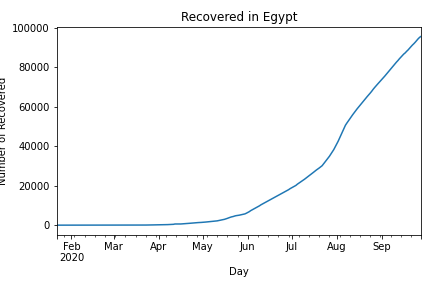 Recovered in Egypt
Number of Recovered
100000
80000
60000
40000
20000
0
Feb Mar Apr May Jun Jul Aug Sep
2020
Day